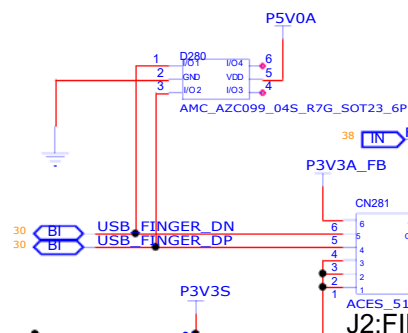 P5V0A
D280
1 I/O1 I/O4 6
2 GND VDD 5
3 I/O2 I/O3 4
AMC_AZC099_04S_R7G_SOT23_6P
38 IN
P3V3A_FB
CN281
30 BI USB_FINGER_DN 6 6
30 BI USB_FINGER_DP 5 5
4 4
3 3
2 2
1 1
P3V3S
ACES_51
J2:FI